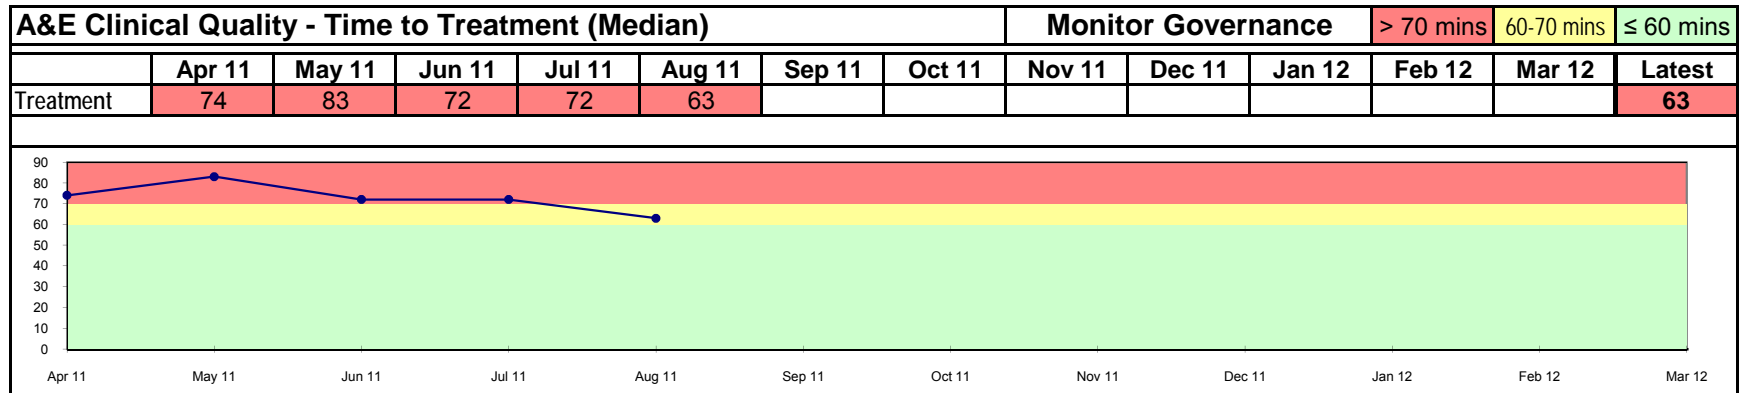 A&E Clinical Quality - Time to Treatment (Median) Monitor Governance > 70 mins 60-70 mins ≤ 60 mins
Apr 11 May 11 Jun 11 Jul 11 Aug 11 Sep 11 Oct 11 Nov 11 Dec 11 Jan 12 Feb 12 Mar 12 Latest
Treatment 74 83 72 72 63 63
90
80
70
60
50
40
30
20
10
0
Apr 11 May 11 Jun 11 Jul 11 Aug 11 Sep 11 Oct 11 Nov 11 Dec 11 Jan 12 Feb 12 Mar 12